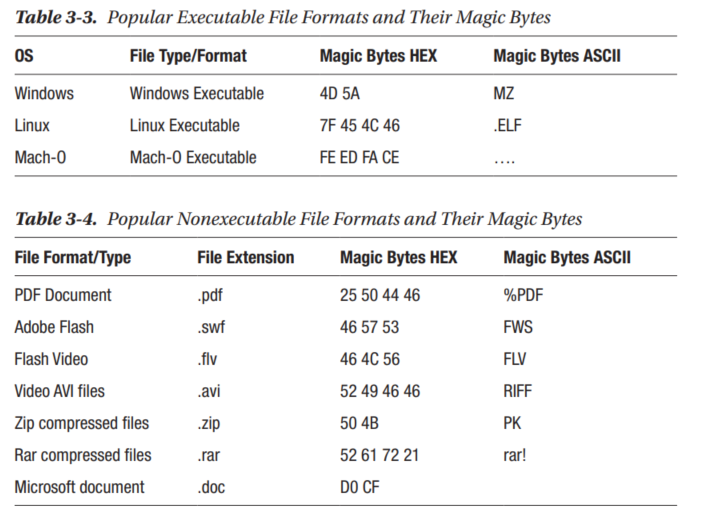 Table 3-3. Popular Executable File Formats and Their Magic Bytes
OS File Type/Format Magic Bytes HEX Magic Bytes ASCII
Windows Windows Executable 4D 5A MZ
Linux Linux Executable 7F 45 4C 46 .ELF
Mach-O Mach-O Executable FE ED FA CE ....
Table 3-4. Popular Nonexecutable File Formats and Their Magic Bytes
File Format/Type File Extension Magic Bytes HEX Magic Bytes ASCII
PDF Document .pdf 25 50 44 46 %PDF
Adobe Flash .swf 46 57 53 FWS
Flash Video .flv 46 4C 56 FLV
Video AVI files .avi 52 49 46 46 RIFF
Zip compressed files .zip 50 4B PK
Rar compressed files .rar 52 61 72 21 rar!
Microsoft document .doc D0 CF